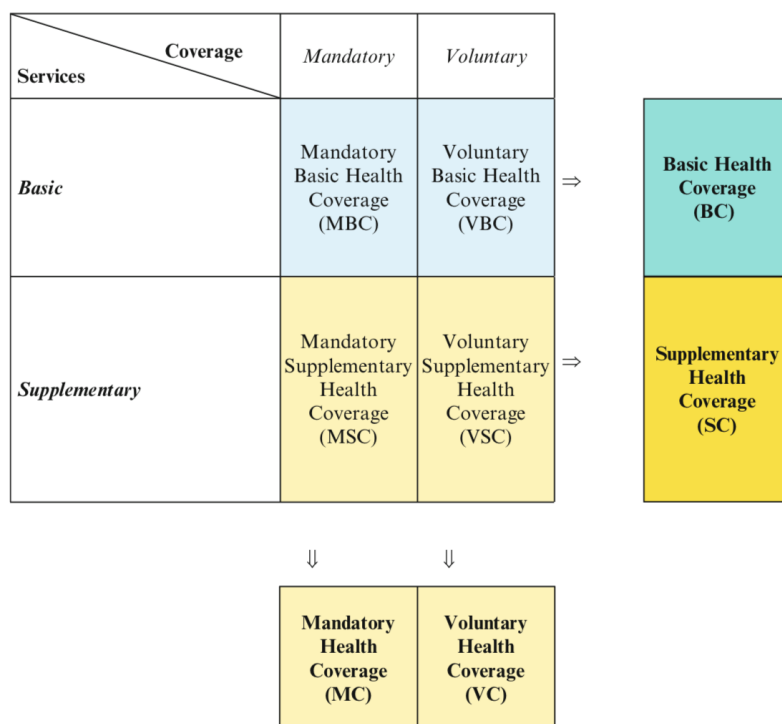 Coverage
Services
Mandatory
Voluntary
Basic
Mandatory
Basic Health
Coverage
(MBC)
Voluntary
Basic Health
Coverage
(VBC)
⇒
Basic Health
Coverage
(BC)
Supplementary
Mandatory
Supplementary
Health
Coverage
(MSC)
Voluntary
Supplementary
Health
Coverage
(VSC)
⇒
Supplementary
Health
Coverage
(SC)
⇓
⇓
Mandatory
Health
Coverage
(MC)
Voluntary
Health
Coverage
(VC)